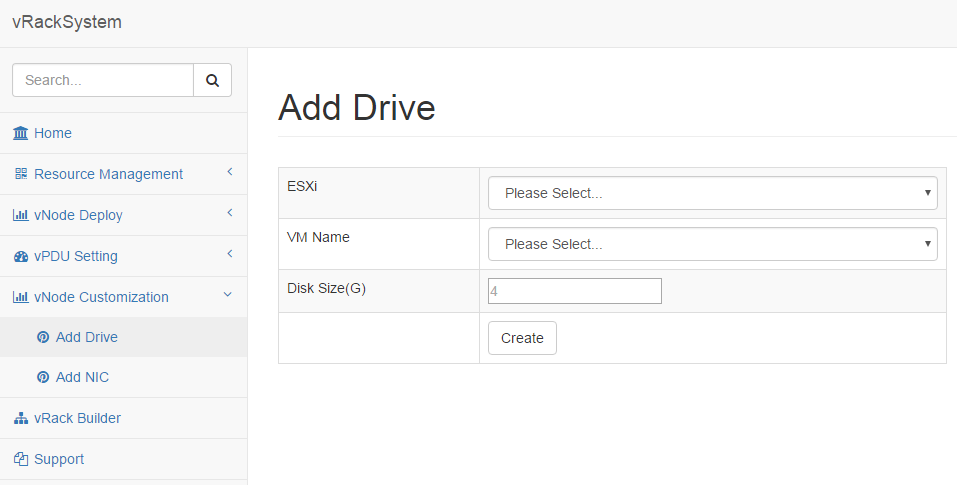 vRackSystem
Search...
Home
Resource Management
vNode Deploy
vPDU Setting
vNode Customization
Add Drive
Add NIC
vRack Builder
Support
Add Drive
ESXi
Please Select...
VM Name
Please Select...
Disk Size(G)
4
Create